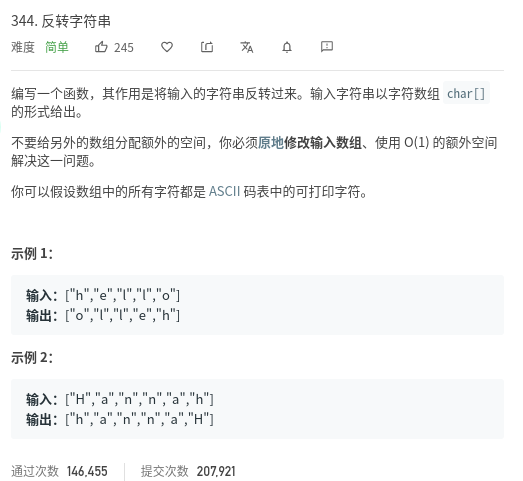 344. 反转字符串
难度 简单 245
编写一个函数，其作用是将输入的字符串反转过来。输入字符串以字符数组 char[]
的形式给出。
不要给另外的数组分配额外的空间，你必须原地修改输入数组、使用 O(1) 的额外空间
解决这一问题。
你可以假设数组中的所有字符都是 ASCII 码表中的可打印字符。
示例 1：
输入：["h","e","l","l","o"]
输出：["o","l","l","e","h"]
示例 2：
输入：["H","a","n","n","a","h"]
输出：["h","a","n","n","a","H"]
通过次数 146,455 提交次数 207,921